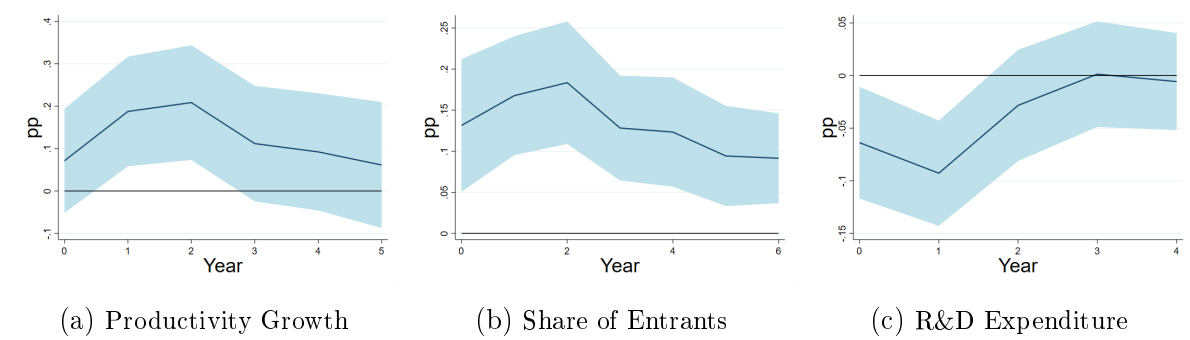 .4
.3
.2
.1
0
-.1
pp
0 1 2 3 4 5
Year
(a) Productivity Growth
.25
.2
.15
.1
.05
0
pp
0 2 4 6
Year
(b) Share of Entrants
.05
0
-.05
-.1
-.15
pp
0 1 2 3 4
Year
(c) R&D Expenditure